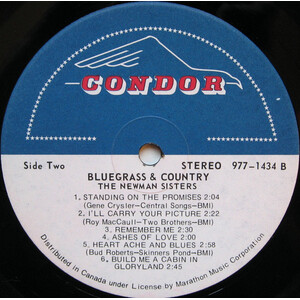 CONDOR
Side Two
STEREO 977-1434 B
BLUEGRASS & COUNTRY
THE NEWMAN SISTERS
1. STANDING ON THE PROMISES 2:04
(Gene Crysler-Central Songs-BMI)
2. I'LL CARRY YOUR PICTURE 2:22
(Roy MacCaull-Two Brothers-BMI)
3. REMEMBER ME 2:30
4. ASHES OF LOVE 2:00
5. HEART ACHE AND BLUES 2:58
(Bud Roberts-Skinners Pond-BMI)
6. BUILD ME A CABIN IN
GLORYLAND 2:45
Distributed in Canada under License by Marathon Music Corporation.